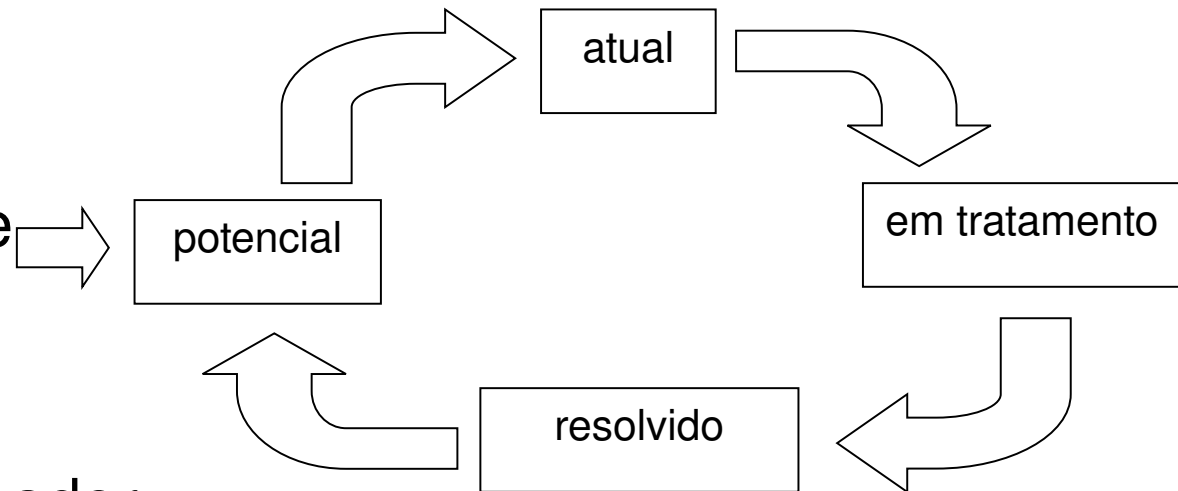 atual
e
potencial
em tratamento
resolvido